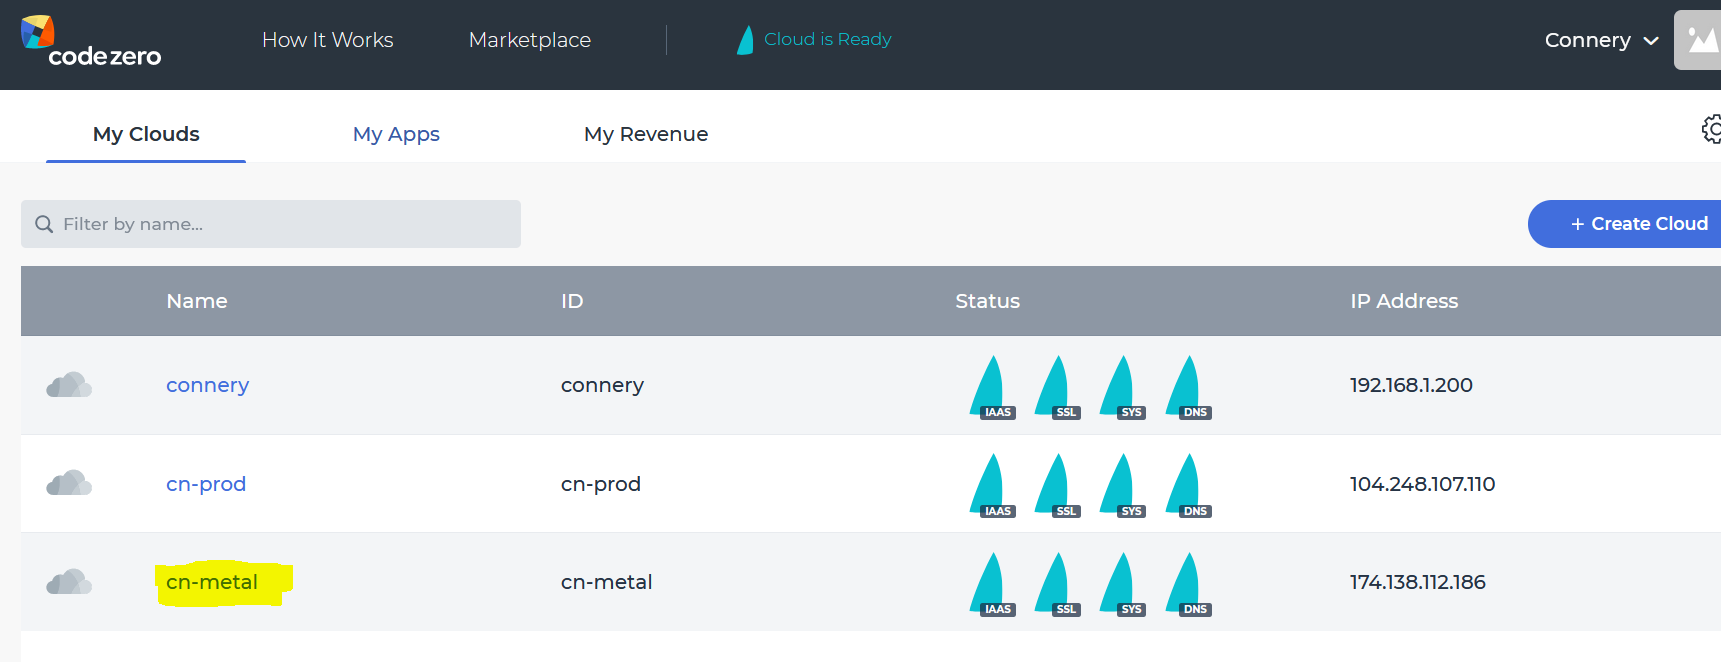 code zero
How It Works
Marketplace
Cloud is Ready
Connery
My Clouds
My Apps
My Revenue
Filter by name...
+ Create Cloud
Name ID Status IP Address
connery connery IAAS SSL SYS DNS 192.168.1.200
cn-prod cn-prod IAAS SSL SYS DNS 104.248.107.110
cn-metal cn-metal IAAS SSL SYS DNS 174.138.112.186